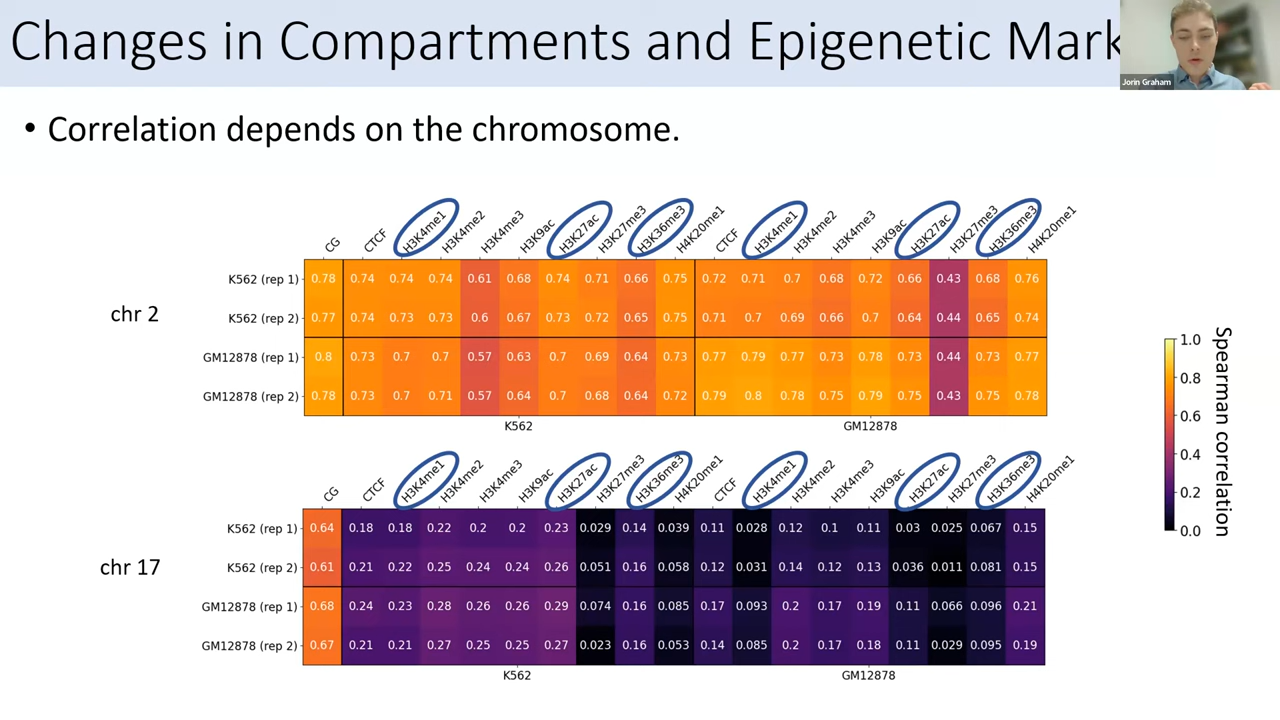 Changes in Compartments and Epigenetic Mark
Jorin Graham
• Correlation depends on the chromosome.
CG CTCF H3K4me1 H3K4me2 H3K4me3 H3K9ac H3K27ac H3K27me3 H3K36me3 H4K20me1 CTCF H3K4me1 H3K4me2 H3K4me3 H3K9ac H3K27ac H3K27me3 H3K36me3 H4K20me1
chr 2
K562 (rep 1) 0.78 0.74 0.74 0.74 0.61 0.68 0.74 0.71 0.66 0.75 0.72 0.71 0.7 0.68 0.72 0.66 0.43 0.68 0.76
K562 (rep 2) 0.77 0.74 0.73 0.73 0.6 0.67 0.73 0.72 0.65 0.75 0.71 0.7 0.69 0.66 0.7 0.64 0.44 0.65 0.74
GM12878 (rep 1) 0.8 0.73 0.7 0.7 0.57 0.63 0.7 0.69 0.64 0.73 0.77 0.79 0.77 0.73 0.78 0.73 0.44 0.73 0.77
GM12878 (rep 2) 0.78 0.73 0.7 0.71 0.57 0.64 0.7 0.68 0.64 0.72 0.79 0.8 0.78 0.75 0.79 0.75 0.43 0.75 0.78
K562 GM12878
CG CTCF H3K4me1 H3K4me2 H3K4me3 H3K9ac H3K27ac H3K27me3 H3K36me3 H4K20me1 CTCF H3K4me1 H3K4me2 H3K4me3 H3K9ac H3K27ac H3K27me3 H3K36me3 H4K20me1
chr 17
K562 (rep 1) 0.64 0.18 0.18 0.22 0.2 0.2 0.23 0.029 0.14 0.039 0.11 0.028 0.12 0.1 0.11 0.03 0.025 0.067 0.15
K562 (rep 2) 0.61 0.21 0.22 0.25 0.24 0.24 0.26 0.051 0.16 0.058 0.12 0.031 0.14 0.12 0.13 0.036 0.011 0.081 0.15
GM12878 (rep 1) 0.68 0.24 0.23 0.28 0.26 0.26 0.29 0.074 0.16 0.085 0.17 0.093 0.2 0.17 0.19 0.11 0.066 0.096 0.21
GM12878 (rep 2) 0.67 0.21 0.21 0.27 0.25 0.25 0.27 0.023 0.16 0.053 0.14 0.085 0.2 0.17 0.18 0.11 0.029 0.095 0.19
K562 GM12878
1.0
0.8
0.6
0.4
0.2
0.0
Spearman correlation